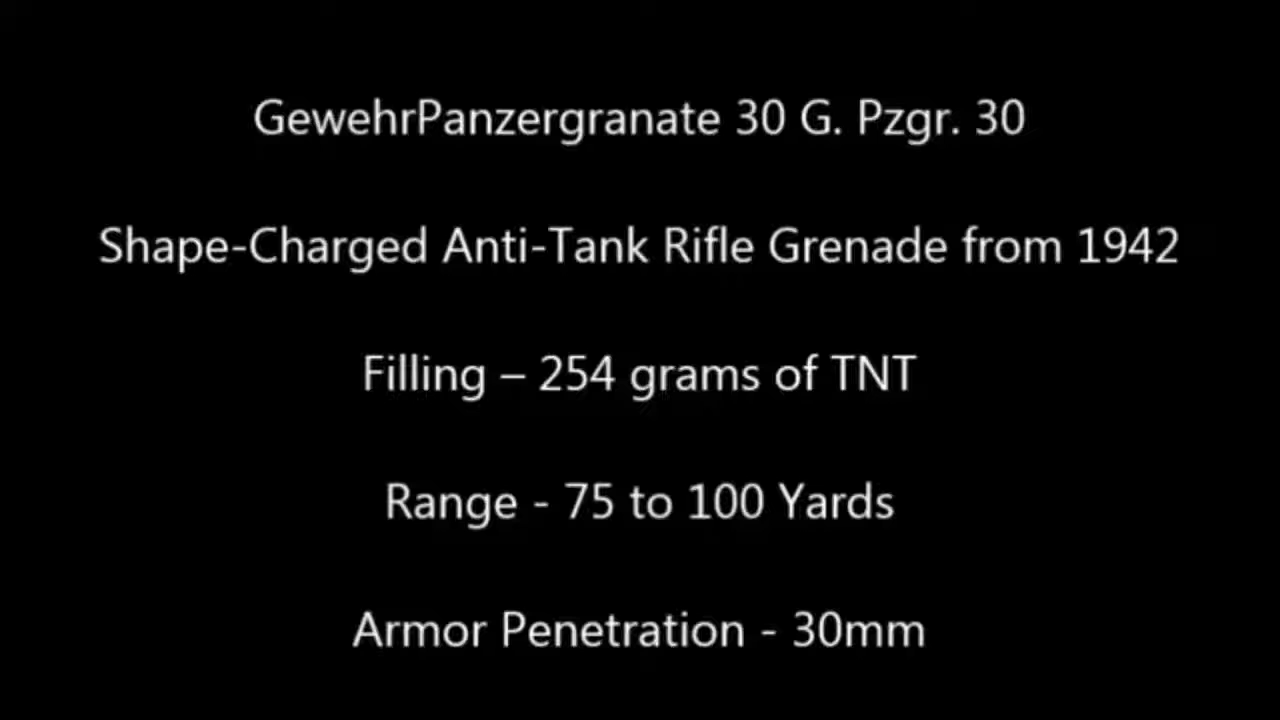 GewehrPanzergranate 30 G. Pzgr. 30
Shape-Charged Anti-Tank Rifle Grenade from 1942
Filling – 254 grams of TNT
Range - 75 to 100 Yards
Armor Penetration - 30mm